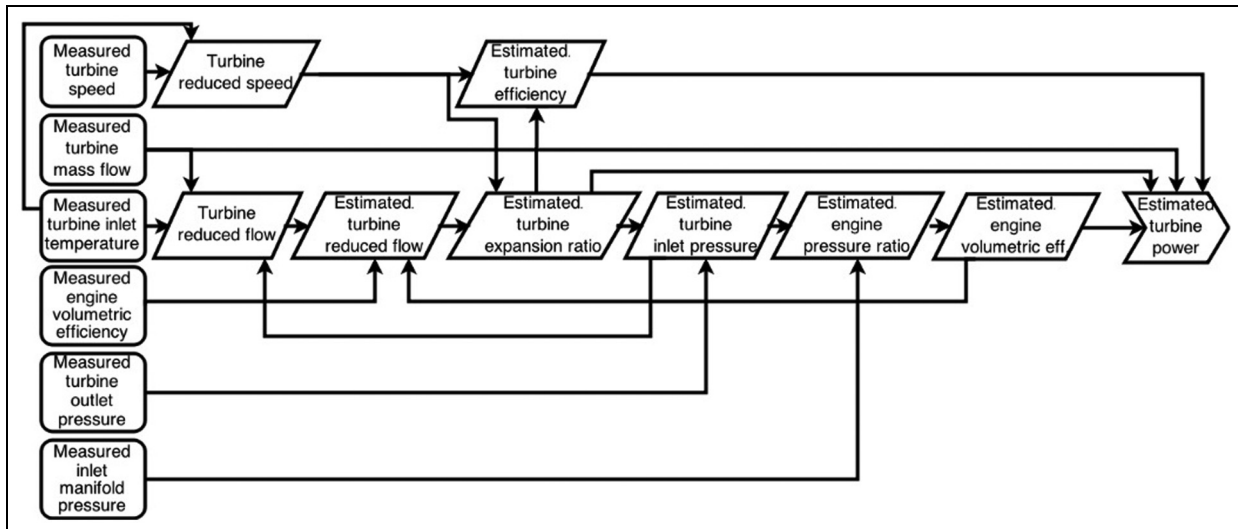 Measured
turbine
speed
Turbine
reduced speed
Estimated.
turbine
efficiency
Measured
turbine
mass flow
Measured
turbine inlet
temperature
Turbine
reduced flow
Estimated.
turbine
reduced flow
Estimated.
turbine
expansion ratio
Estimated.
turbine
inlet pressure
Estimated.
engine
pressure ratio
Estimated.
engine
volumetric eff
Estimated
turbine
power
Measured
engine
volumetric
efficiency
Measured
turbine
outlet
pressure
Measured
inlet
manifold
pressure